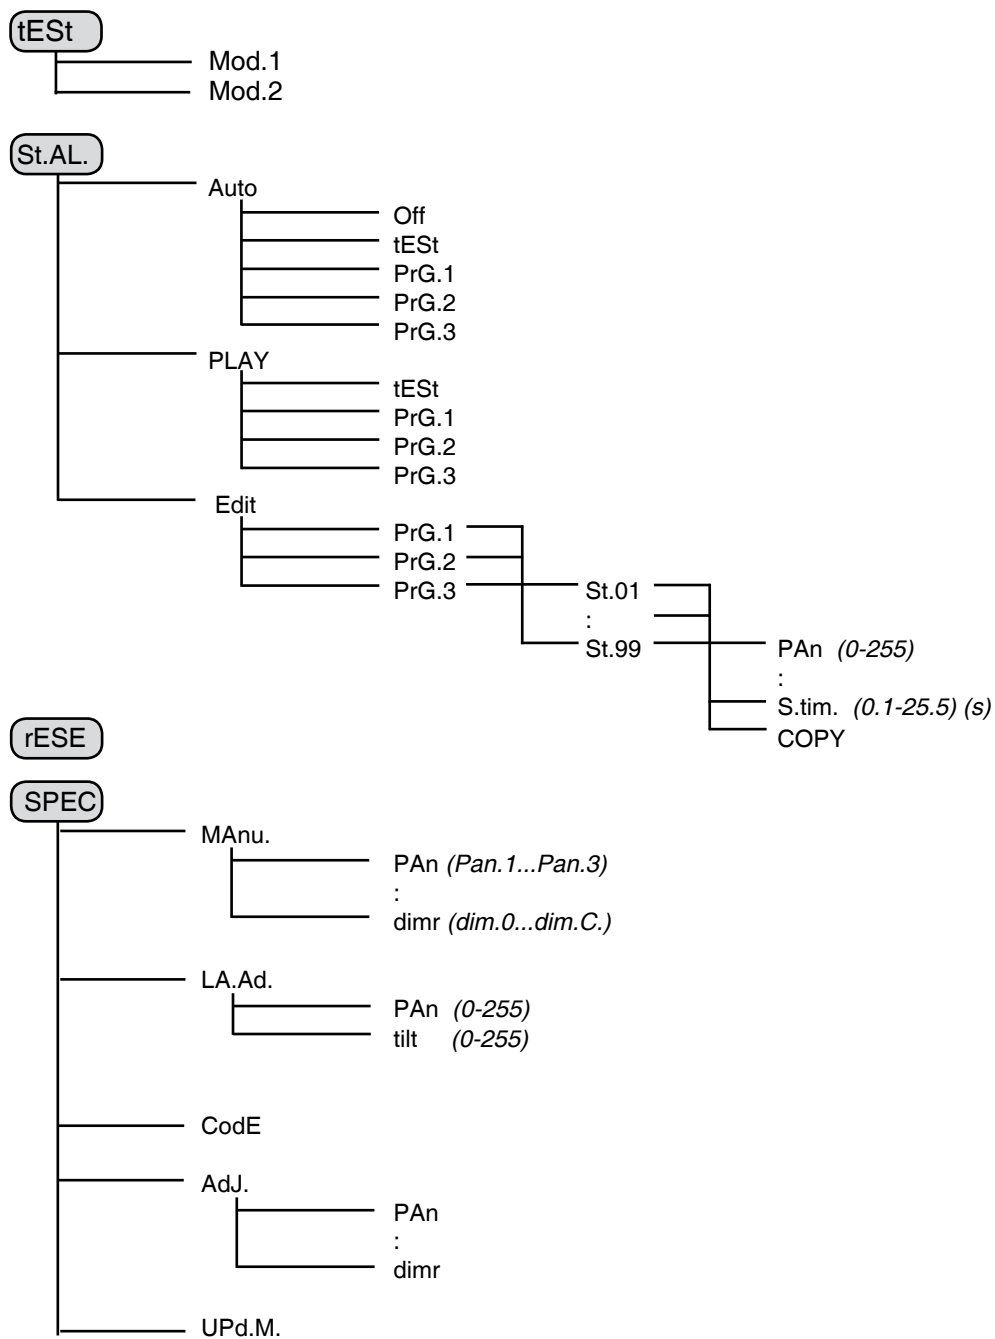 tESt
Mod.1
Mod.2
St.AL.
Auto
Off
tESt
PrG.1
PrG.2
PrG.3
PLAY
tESt
PrG.1
PrG.2
PrG.3
Edit
PrG.1
PrG.2
PrG.3
St.01
:
St.99
PAn (0-255)
:
S.tim. (0.1-25.5) (s)
COPY
rESE
SPEC
MAnu.
PAn (Pan.1...Pan.3)
:
dimr (dim.0...dim.C.)
LA.Ad.
PAn (0-255)
tilt (0-255)
CodE
AdJ.
PAn
:
dimr
UPd.M.